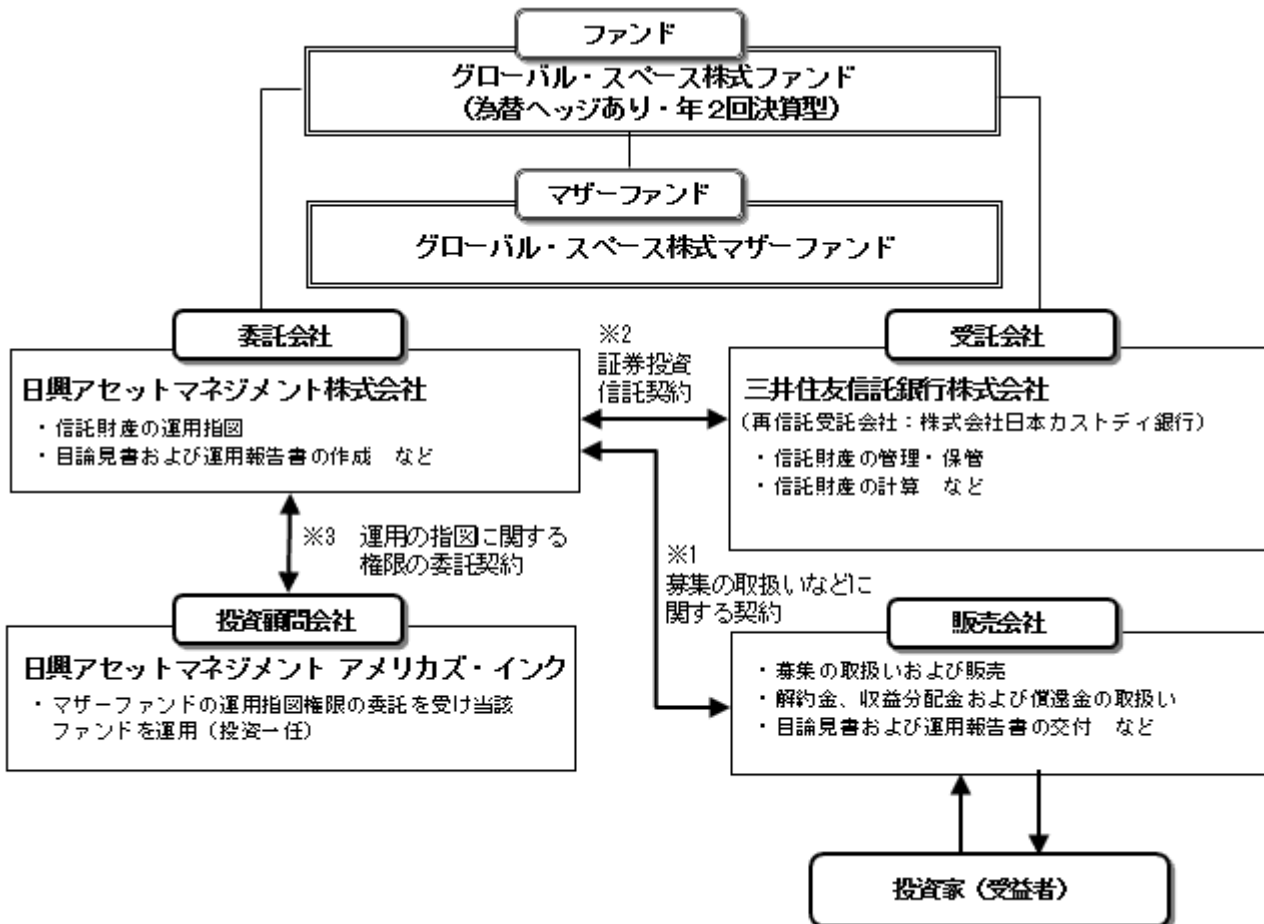 ファンド
グローバル・スペース株式ファンド
（為替ヘッジあり・年２回決算型）
マザーファンド
グローバル・スペース株式マザーファンド
委託会社
日興アセットマネジメント株式会社
・信託財産の運用指図
・目論見書および運用報告書の作成　など
※2
証券投資
信託契約
受託会社
三井住友信託銀行株式会社
（再信託受託会社：株式会社日本カストディ銀行）
・信託財産の管理・保管
・信託財産の計算　など
※3　運用の指図に関する
権限の委託契約
※1
募集の取扱いなどに
関する契約
投資顧問会社
日興アセットマネジメント アメリカズ・インク
・マザーファンドの運用指図権限の委託を受け当該
ファンドを運用（投資一任）
販売会社
・募集の取扱いおよび販売
・解約金、収益分配金および償還金の取扱い
・目論見書および運用報告書の交付　など
投資家（受益者）